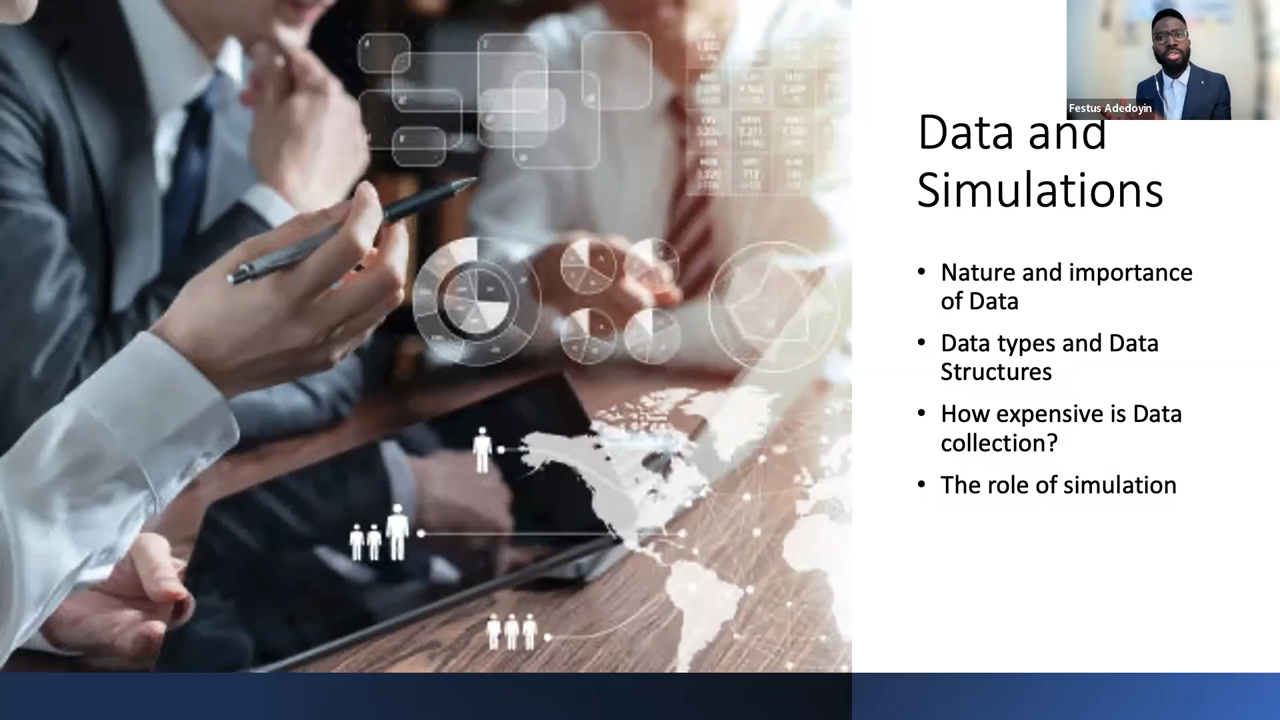 Festus Adedoyin
Data and
Simulations
• Nature and importance
of Data
• Data types and Data
Structures
• How expensive is Data
collection?
• The role of simulation